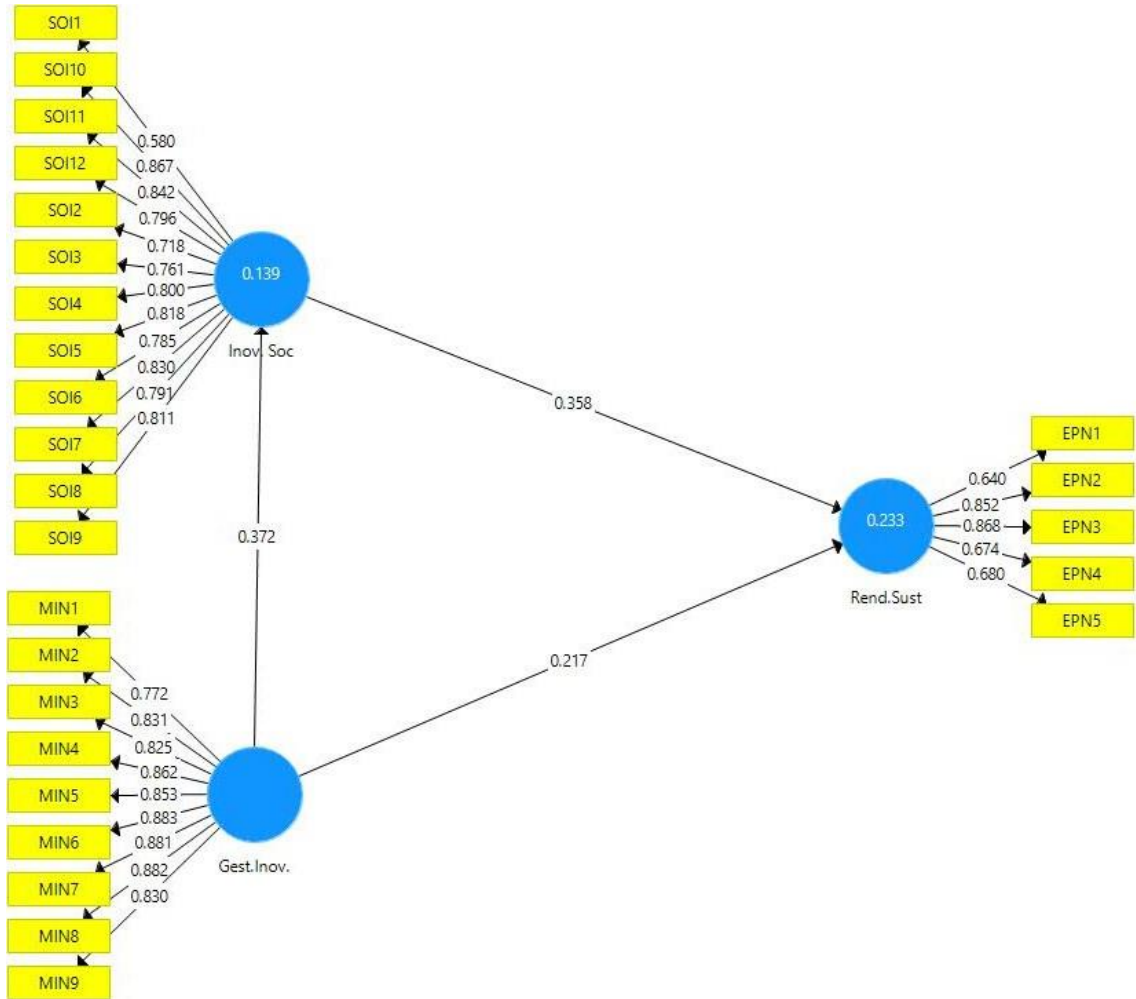 SOI1
SOI10
SOI11
SOI12
SOI2
SOI3
SOI4
SOI5
SOI6
SOI7
SOI8
SOI9
0.580
0.867
0.842
0.796
0.718
0.761
0.800
0.818
0.785
0.830
0.791
0.811
0.139
Inov. Soc
0.358
0.372
0.233
Rend.Sust
0.640
0.852
0.868
0.674
0.680
EPN1
EPN2
EPN3
EPN4
EPN5
0.217
MIN1
MIN2
MIN3
MIN4
MIN5
MIN6
MIN7
MIN8
MIN9
0.772
0.831
0.825
0.862
0.853
0.883
0.881
0.882
0.830
Gest.Inov.